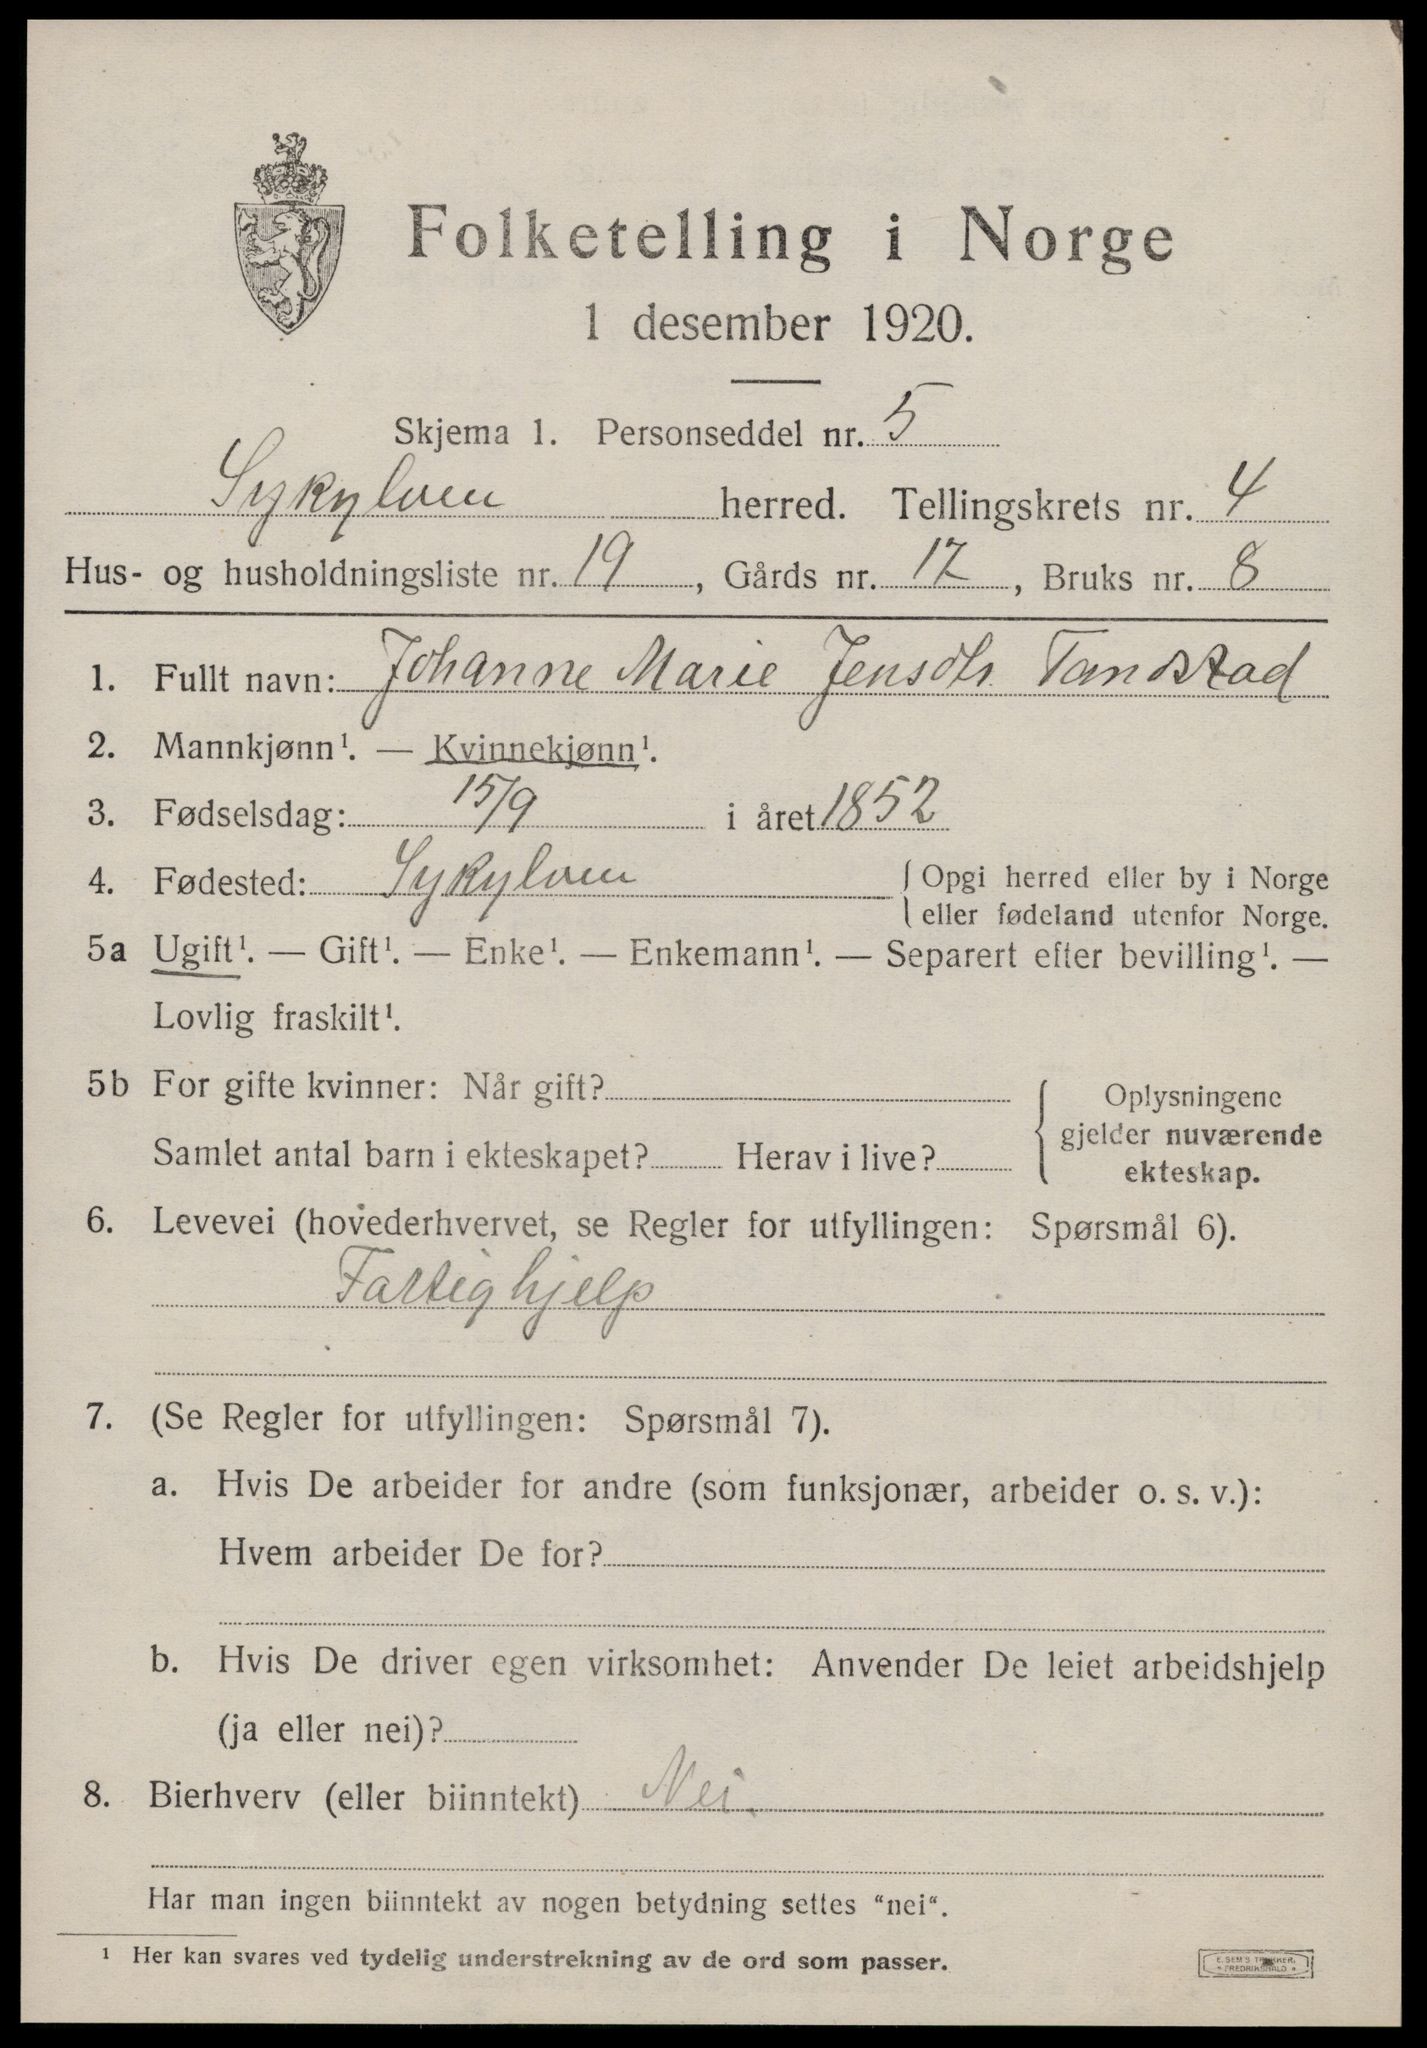 Folketelling i Norge
1 desember 1920.
Skjema 1. Personseddel nr. 5
Sykylven herred. Tellingskrets nr. 4
Hus- og husholdningsliste nr. 19, Gårds nr. 17, Bruks nr. 8
1. Fullt navn: Johanne Marie Jensdtr Tandstad
2. Mannkjønn¹. — Kvinnekjønn¹.
3. Fødselsdag: 15/9 i året 1852
4. Fødested: Sykylven {Opgi herred eller by i Norge
eller fødeland utenfor Norge.
5a Ugift¹. — Gift¹. — Enke¹. — Enkemann¹. — Separert efter bevilling¹. —
Lovlig fraskilt¹.
5b For gifte kvinner: Når gift?
Samlet antal barn i ekteskapet? Herav i live?
{Oplysningene
gjelder nuværende
ekteskap.
6. Levevei (hovederhvervet, se Regler for utfyllingen: Spørsmål 6).
Fattighjelp
7. (Se Regler for utfyllingen: Spørsmål 7).
a. Hvis De arbeider for andre (som funksjonær, arbeider o. s. v.):
Hvem arbeider De for?
b. Hvis De driver egen virksomhet: Anvender De leiet arbeidshjelp
(ja eller nei)?
8. Bierhverv (eller biinntekt) Nei.
Har man ingen biinntekt av nogen betydning settes "nei".
¹ Her kan svares ved tydelig understrekning av de ord som passer.
E. SEM'S TRYKKERI
FREDRIKSHALD